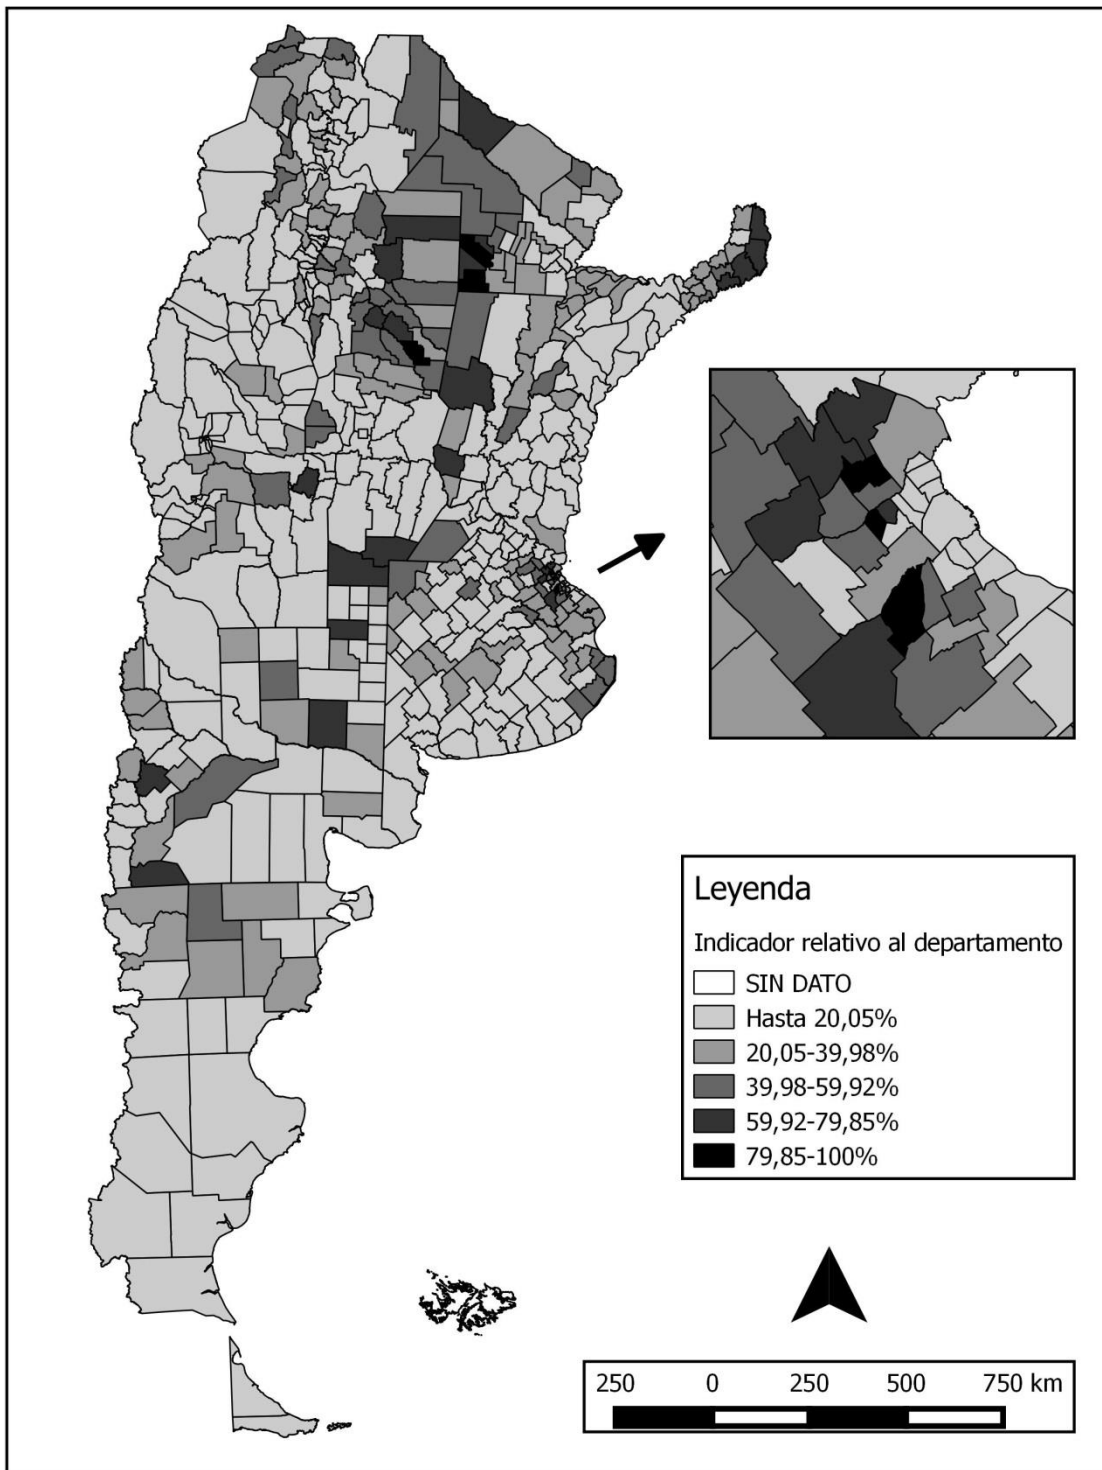 Leyenda
Indicador relativo al departamento
SIN DATO
Hasta 20,05%
20,05-39,98%
39,98-59,92%
59,92-79,85%
79,85-100%
250 0 250 500 750 km